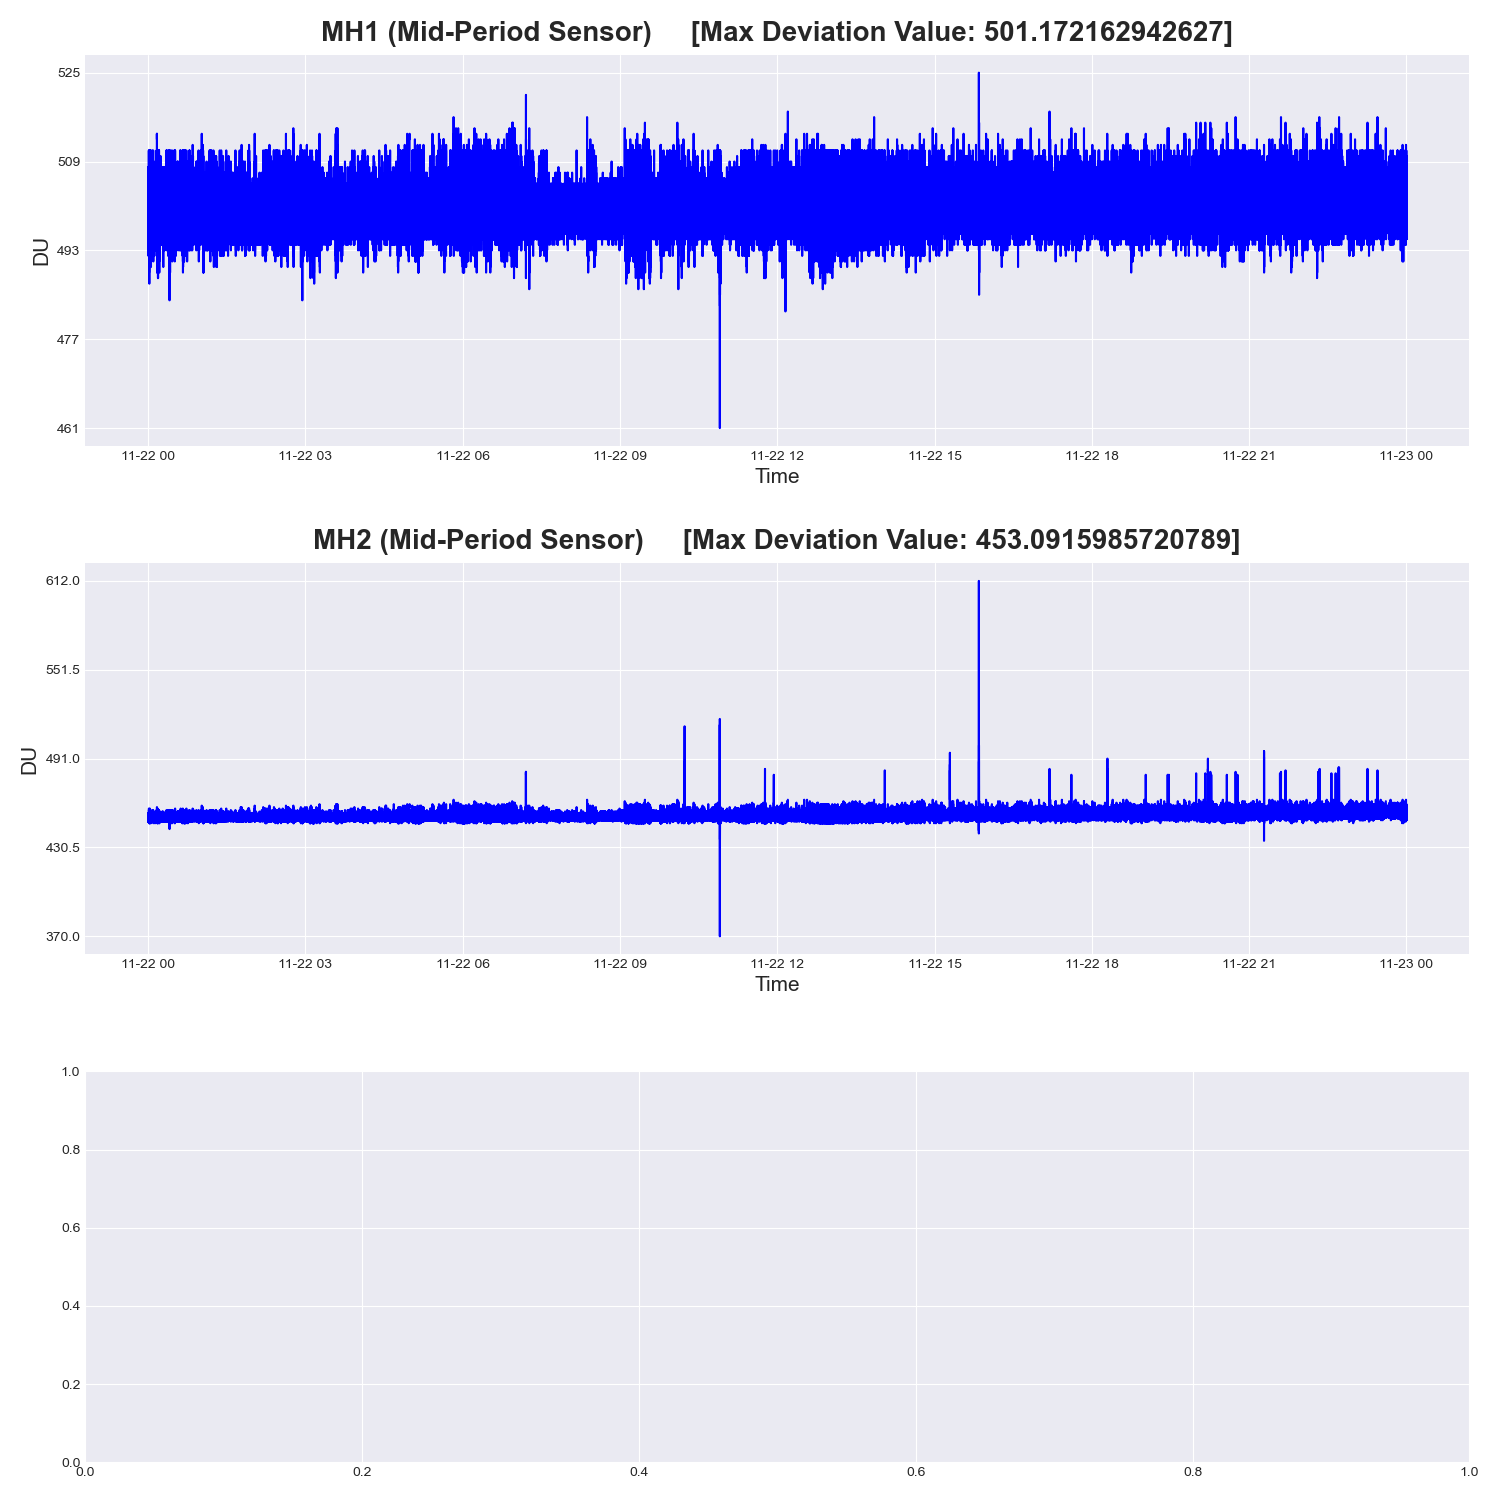 MH1 (Mid-Period Sensor) [Max Deviation Value: 501.172162942627]
525
509
493
477
461
DU
11-22 00 11-22 03 11-22 06 11-22 09 11-22 12 11-22 15 11-22 18 11-22 21 11-23 00
Time
MH2 (Mid-Period Sensor) [Max Deviation Value: 453.0915985720789]
612.0
551.5
491.0
430.5
370.0
DU
11-22 00 11-22 03 11-22 06 11-22 09 11-22 12 11-22 15 11-22 18 11-22 21 11-23 00
Time
1.0
0.8
0.6
0.4
0.2
0.0
0.0 0.2 0.4 0.6 0.8 1.0